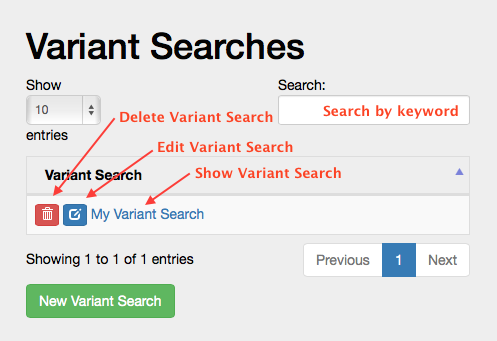 Variant Searches
Show
Search:
10
Search by keyword
Delete Variant Search
entries
Edit Variant Search
Variant Search
Show Variant Search
My Variant Search
Showing 1 to 1 of 1 entries
Previous 1 Next
New Variant Search